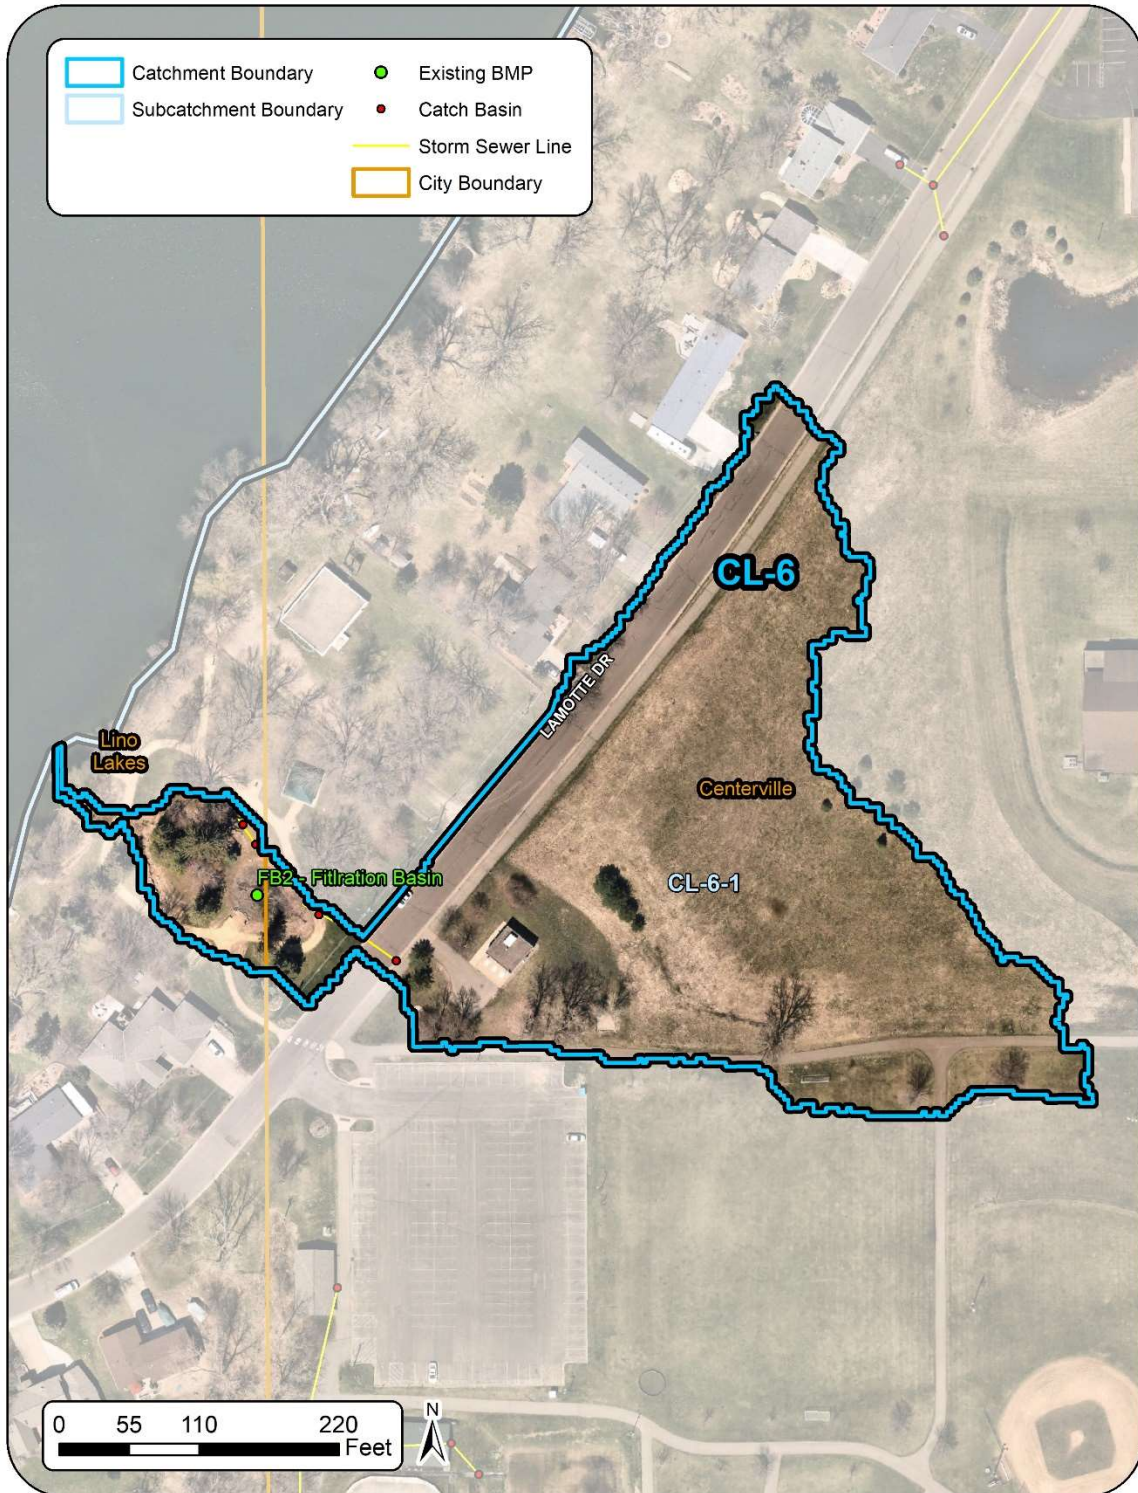 Catchment Boundary
Subcatchment Boundary
Existing BMP
Catch Basin
Storm Sewer Line
City Boundary
CL-6
LAMOTTE DR
Lino
Lakes
Centerville
FB2 - Fitlration Basin
CL-6-1
0 55 110 220
Feet
N